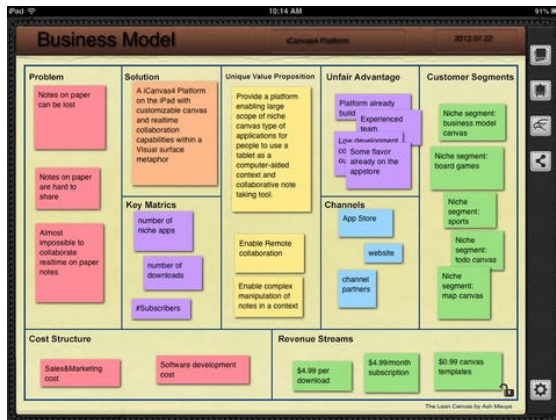 iPad
10:14 AM
91%
Business Model
iCanvas4 Platform
2012.07.22
Problem
Notes on paper
can be lost
Notes on paper
are hard to
share
Almost
impossible to
collaborate
realtime on paper
notes
Solution
A iCanvas4 Platform
on the iPad with
customizable canvas
and realtime
collaboration
capabilities within a
Visual surface
metaphor
Key Matrics
number of
niche apps
number of
downloads
#Subscribers
Unique Value Proposition
Provide a platform
enabling large
scope of niche
canvas type of
applications for
people to use a
tablet as a
computer-aided
context and
collaborative note
taking tool.
Enable Remote
collaboration
Enable complex
manipulation of
notes in a context
Unfair Advantage
Platform already
build
Experienced
team
Low development
Some flavor
already on the
appstore
Channels
App Store
website
channel
partners
Customer Segments
Niche segment:
business model
canvas
Niche segment:
board games
Niche
segment:
sports
Niche
segment:
todo canvas
Niche
segment:
map canvas
Cost Structure
Sales&Marketing
cost
Software development
cost
Revenue Streams
$4.99 per
download
$4,99/month
subscription
$0.99 canvas
templates
The Lean Canvas by Ash Mauya